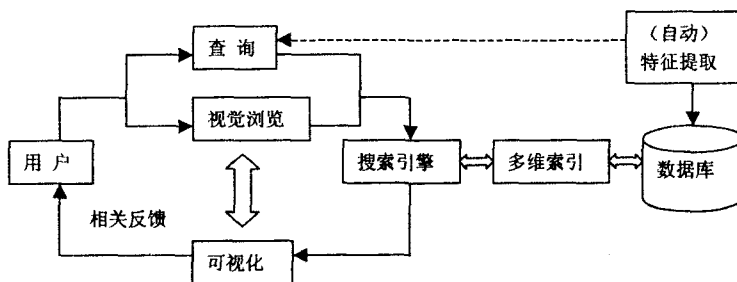 （自动）
特征提取
查 询
视觉浏览
用 户
搜索引擎
多维索引
数据库
相关反馈
可视化